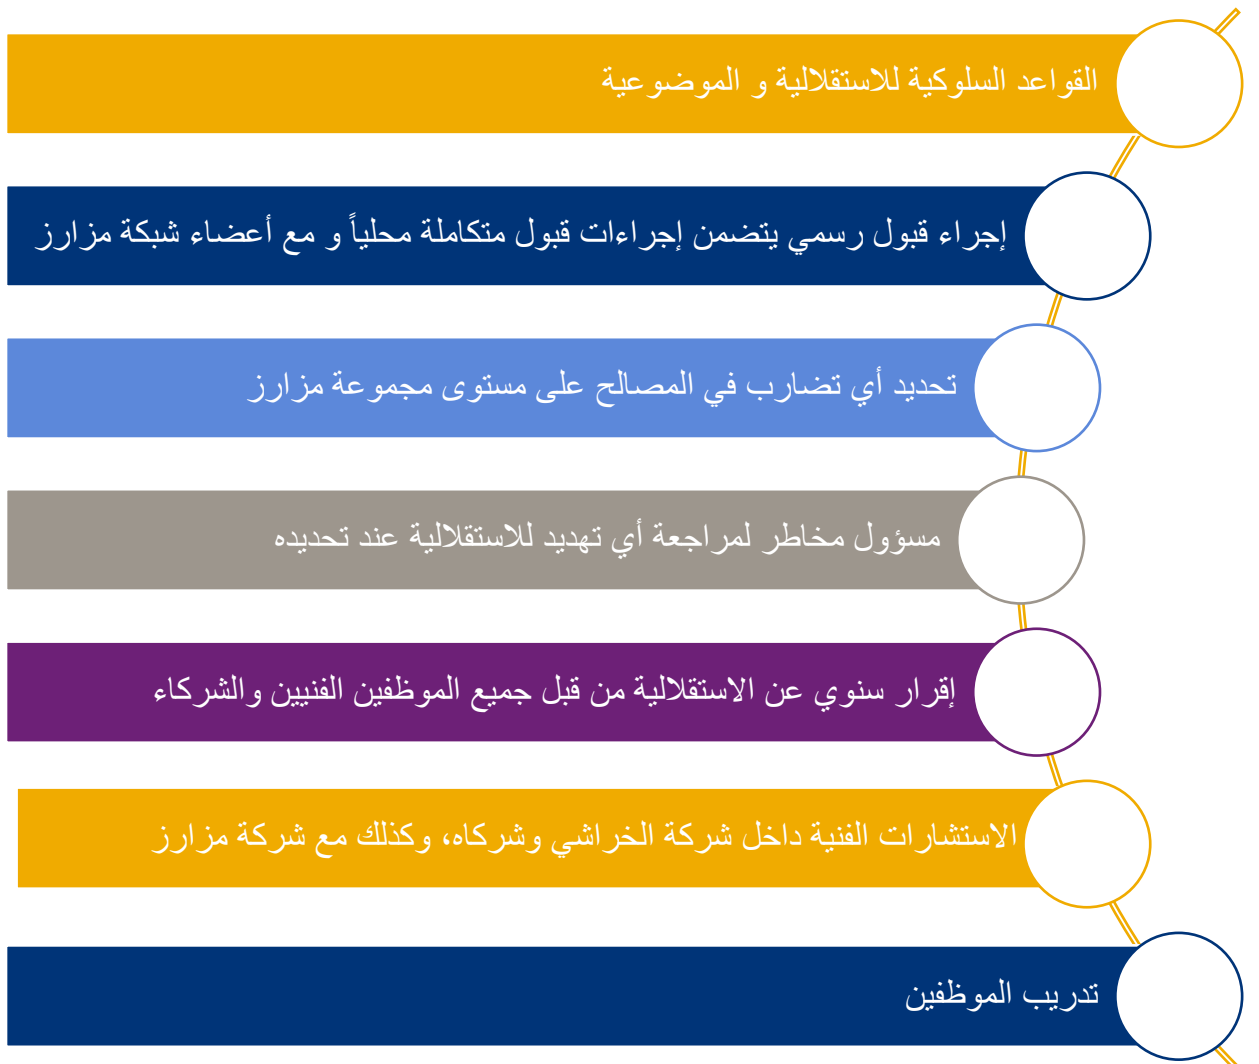 القواعد السلوكية للاستقلالية و الموضوعية
إجراء قبول رسمي يتضمن إجراءات قبول متكاملة محلياً و مع أعضاء شبكة مزارز
تحديد أي تضارب في المصالح على مستوى مجموعة مزارز
مسؤول مخاطر لمراجعة أي تهديد للاستقلالية عند تحديده
إقرار سنوي عن الاستقلالية من قبل جميع الموظفين الفنيين والشركاء
الاستشارات الفنية داخل شركة الخراشي وشركاه، وكذلك مع شركة مزارز
تدريب الموظفين